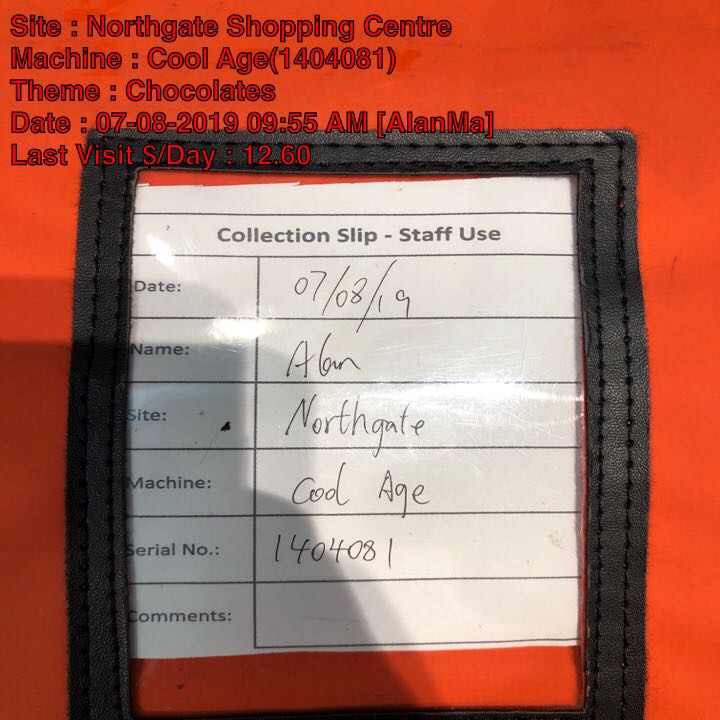 Site : Northgate Shopping Centre
Machine : Cool Age(1404081)
Theme : Chocolates
Date : 07-08-2019 09:55 AM [AlanMa]
Last Visit $/Day : 12.60
Collection Slip - Staff Use
Date: 07/08/19
Name: Alan
Site: Northgate
Machine: Cool Age
Serial No.: 1404081
Comments: